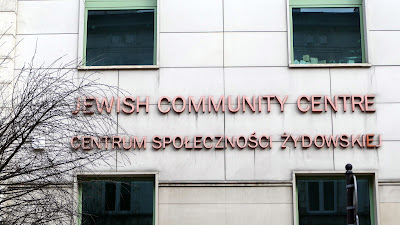 JEWISH COMMUNITY CENTRE
CENTRUM SPOŁECZNOŚCI ŻYDOWSKIEJ